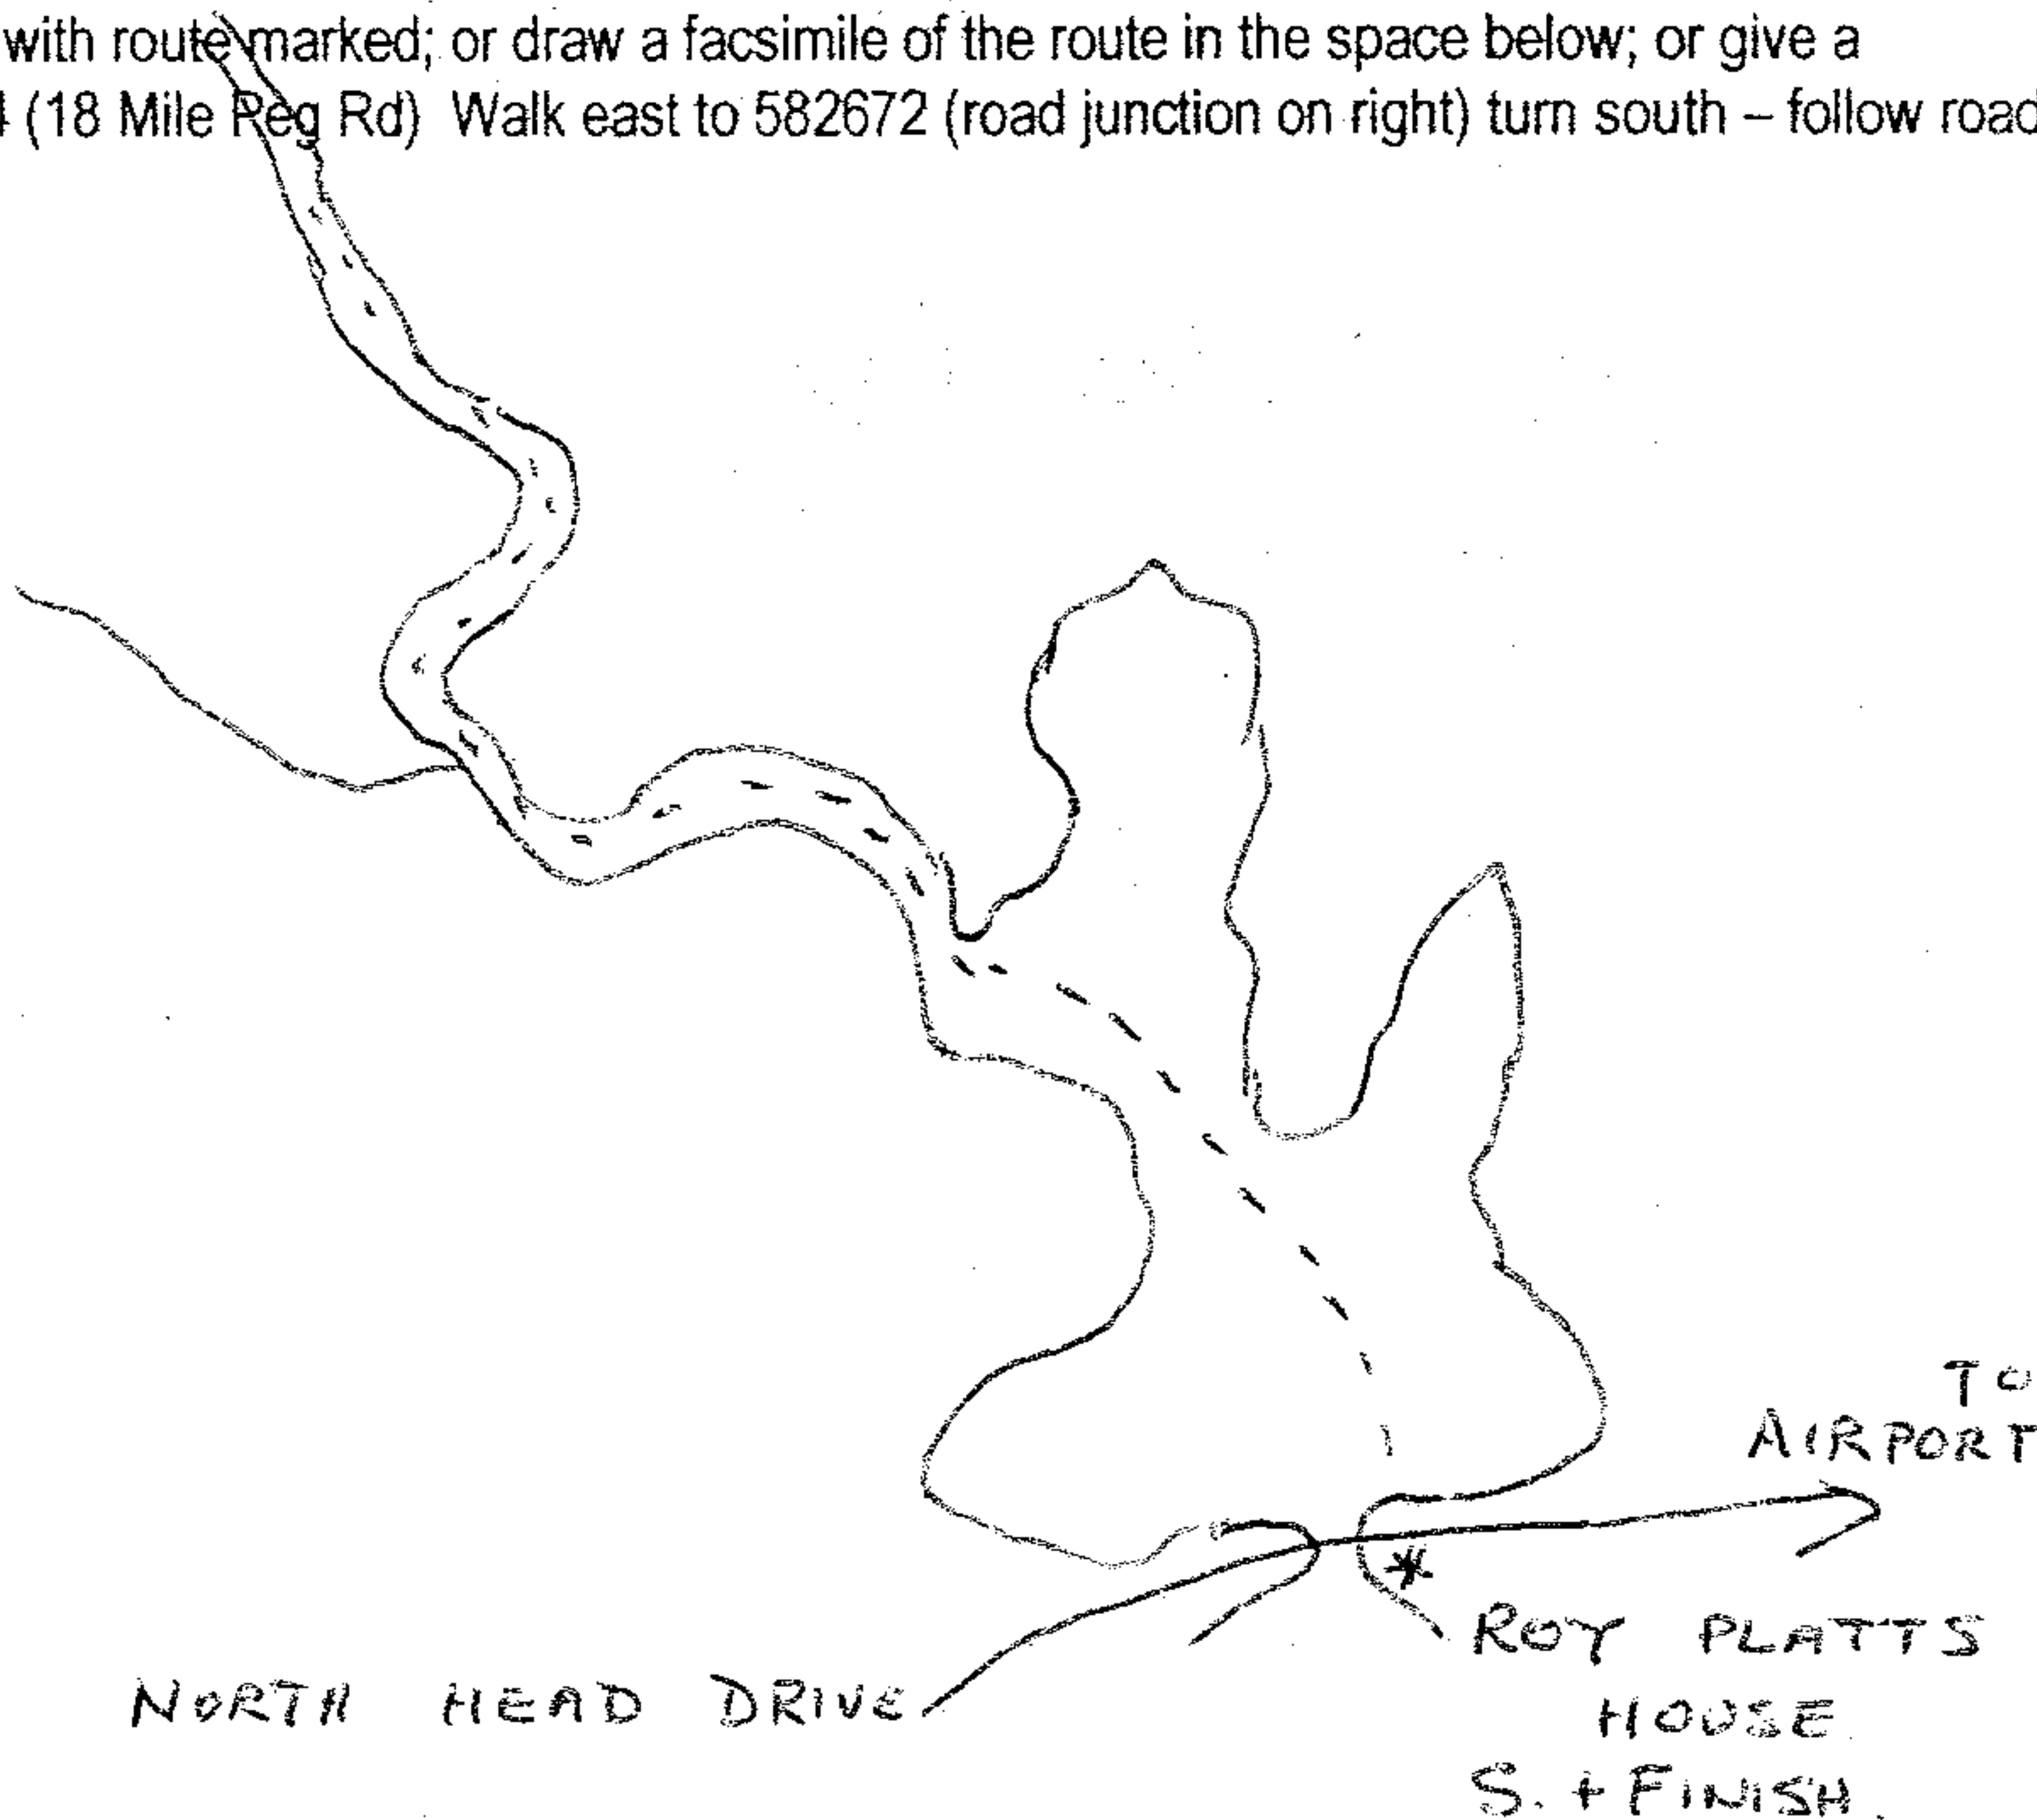 with route marked; or draw a facsimile of the route in the space below; or give a
(18 Mile Peg Rd) Walk east to 582672 (road junction on right) turn south – follow road
TO
AIRPORT
ROY PLATTS
HOUSE
S. + FINISH
NORTH HEAD DRIVE